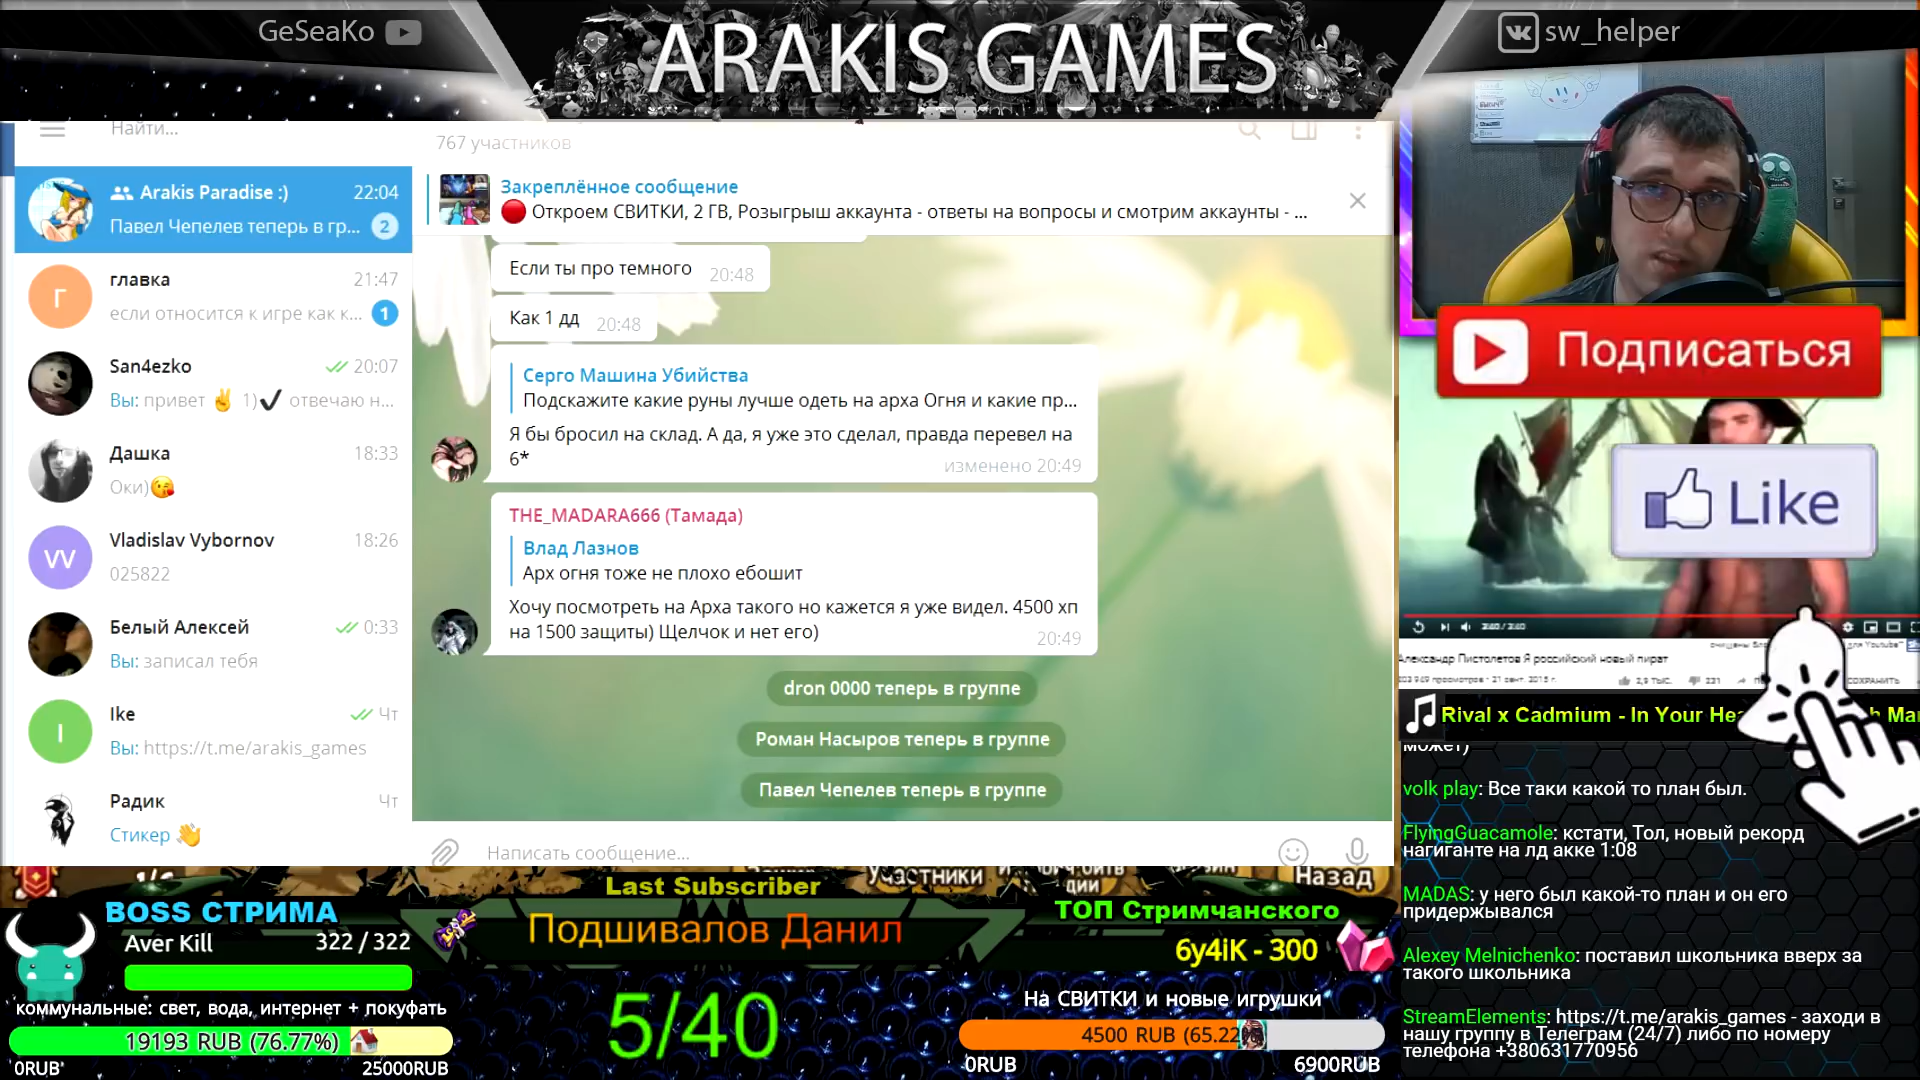 GeSeaKo
ARAKIS GAMES
sw_helper
Найти...
767 участников
Arakis Paradise :) 22:04
Павел Чепелев теперь в гр... 2
Закреплённое сообщение
Откроем СВИТКИ, 2 ГВ, Розыгрыш аккаунта - ответы на вопросы и смотрим аккаунты - ...
Г
главка 21:47
если относится к игре как к... 1
San4ezko 20:07
Вы: привет ✌ 1)✔ отвечаю н...
Дашка 18:33
Оки)😘
VV
Vladislav Vybornov 18:26
025822
Белый Алексей 0:33
Вы: записал тебя
I
Ike Чт
Вы: https://t.me/arakis_games
Радик Чт
Стикер 👋
Если ты про темного 20:48
Как 1 дд 20:48
Серго Машина Убийства
Подскажите какие руны лучше одеть на арха Огня и какие пр...
Я бы бросил на склад. А да, я уже это сделал, правда перевел на
6*
изменено 20:49
THE_MADARA666 (Тамада)
Влад Лазнов
Арх огня тоже не плохо ебошит
Хочу посмотреть на Арха такого но кажется я уже видел. 4500 хп
на 1500 защиты) Щелчок и нет его)
20:49
dron 0000 теперь в группе
Роман Насыров теперь в группе
Павел Чепелев теперь в группе
Написать сообщение...
Подписаться
Like
Александр Пистолетов Я российский новый пират
Rival x Cadmium - In Your
может)
volk play: Все таки какой то план был.
FlyingGuacamole: кстати, Тол, новый рекорд
нагиганте на лд акке 1:08
MADAS: у него был какой-то план и он его
придержывался
Alexey Melnichenko: поставил школьника вверх за
такого школьника
StreamElements: https://t.me/arakis_games - заходи в
нашу группу в Телеграм (24/7) либо по номеру
телефона +380631770956
Участники
Назад
BOSS СТРИМА
Aver Kill 322 / 322
коммунальные: свет, вода, интернет + покуфать
19193 RUB (76.77%)
0RUB 25000RUB
Last Subscriber
Подшивалов Данил
5/40
ТОП Стримчанского
6y4iK - 300
На СВИТКИ и новые игрушки
4500 RUB (65.22
0RUB 6900RUB